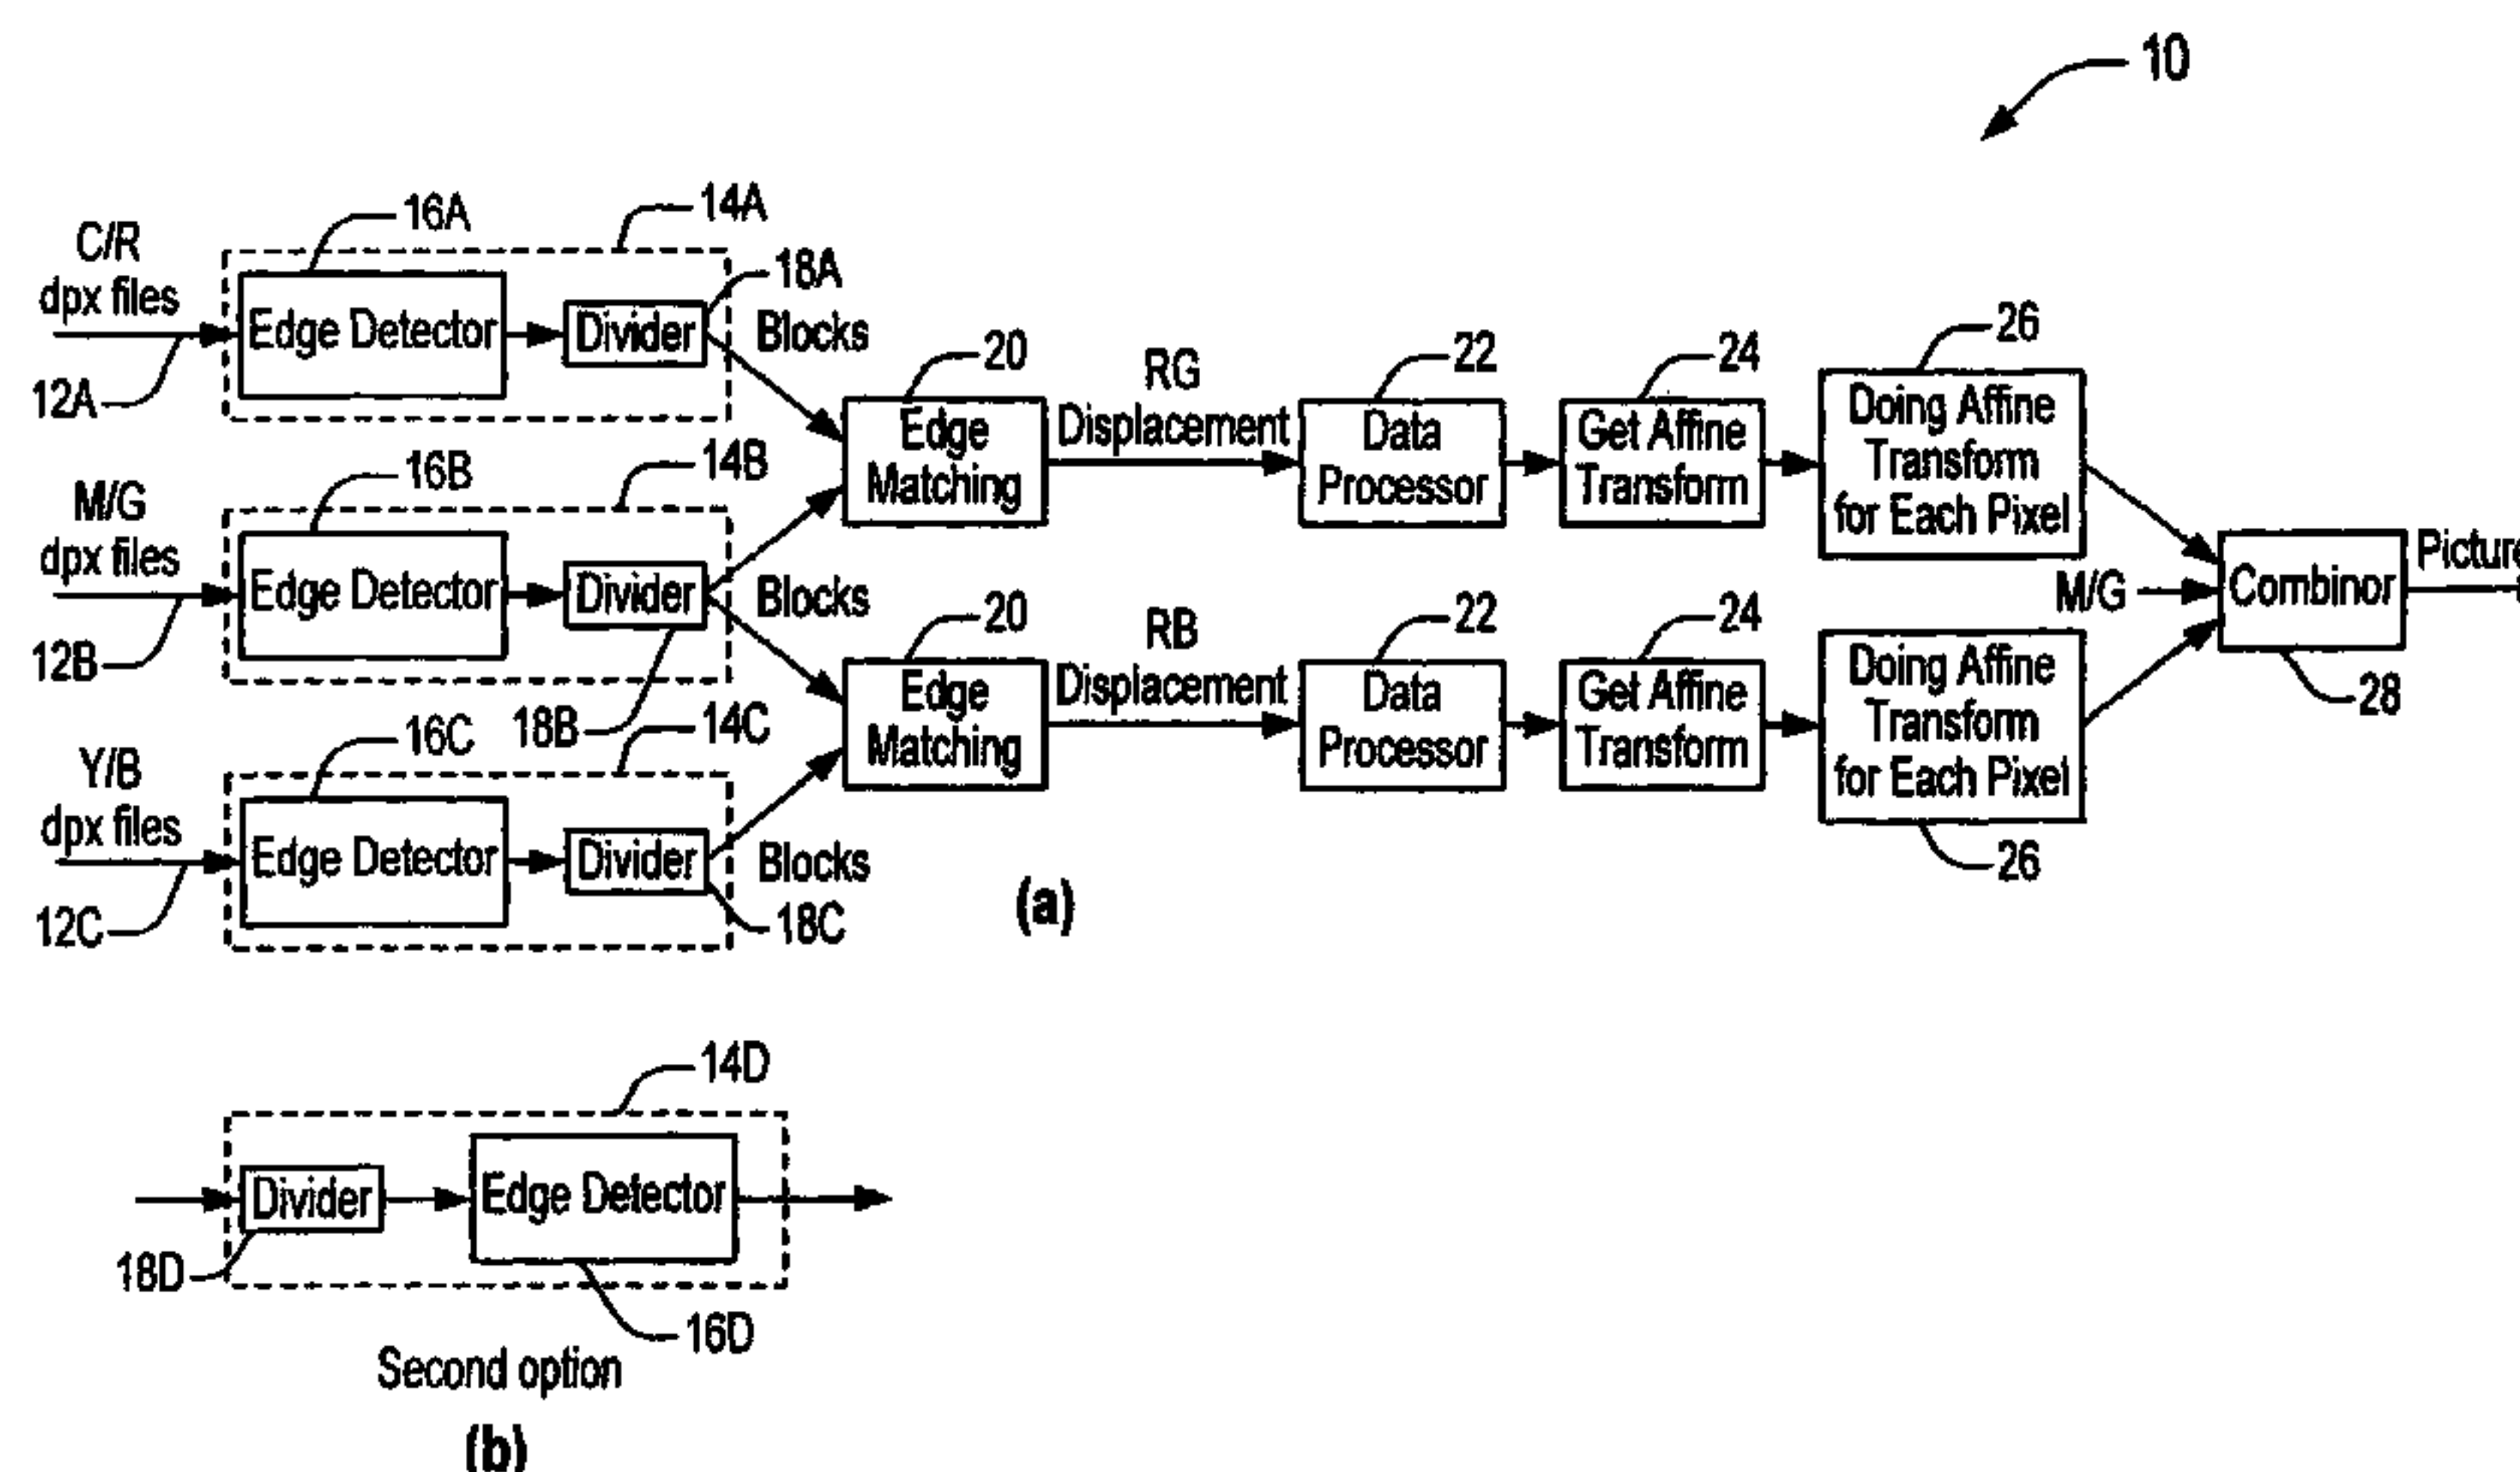 10
C/R
dpx files
12A
16A
14A
Edge Detector
Divider
18A
Blocks
M/G
dpx files
12B
16B
14B
Edge Detector
Divider
18B
Blocks
Y/B
dpx files
12C
16C
14C
Edge Detector
Divider
18C
Blocks
20
Edge
Matching
RG
Displacement
22
Data
Processor
24
Get Affine
Transform
26
Doing Affine
Transform
for Each Pixel
20
Edge
Matching
RB
Displacement
22
Data
Processor
24
Get Affine
Transform
Doing Affine
Transform
for Each Pixel
26
M/G
Combinor
28
Picture
(a)
14D
Divider
18D
Edge Detector
16D
Second option
(b)